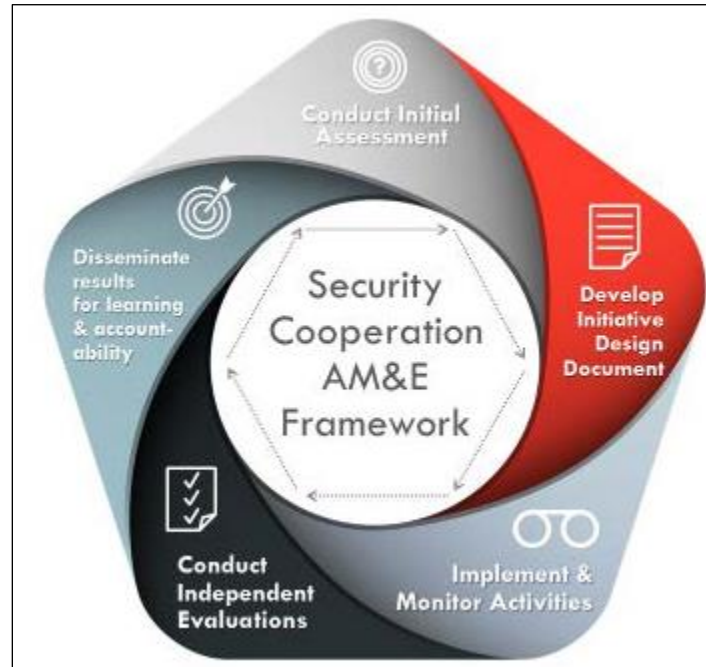 ?
Conduct Initial
Assessment
Develop
Initiative
Design
Document
Implement &
Monitor Activities
Conduct
Independent
Evaluations
Disseminate
results
for learning
& account-
ability
Security
Cooperation
AM&E
Framework